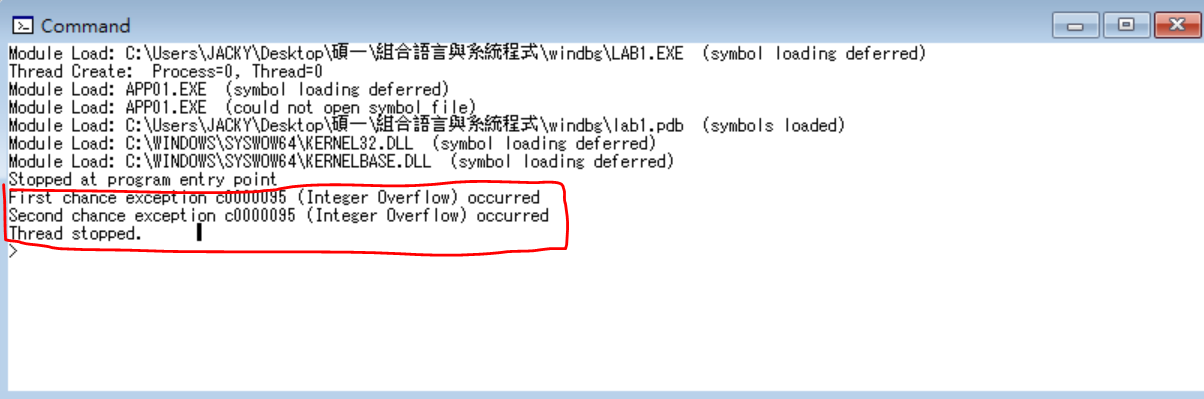 Command
Module Load: C:\Users\JACKY\Desktop\碩一\組合語言與系統程式\windbg\LAB1.EXE  (symbol loading deferred)
Thread Create:  Process=0, Thread=0
Module Load: APP01.EXE  (symbol loading deferred)
Module Load: APP01.EXE  (could not open symbol file)
Module Load: C:\Users\JACKY\Desktop\碩一\組合語言與系統程式\windbg\lab1.pdb  (symbols loaded)
Module Load: C:\WINDOWS\SYSWOW64\KERNEL32.DLL  (symbol loading deferred)
Module Load: C:\WINDOWS\SYSWOW64\KERNELBASE.DLL  (symbol loading deferred)
Stopped at program entry point
First chance exception c0000095 (Integer Overflow) occurred
Second chance exception c0000095 (Integer Overflow) occurred
Thread stopped.
>